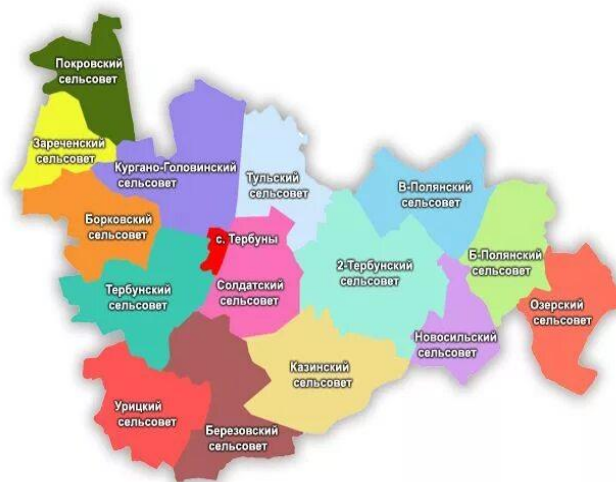 Покровский
сельсовет
Зареченский
сельсовет
Кургано-Головинский
сельсовет
Тульский
сельсовет
В-Полянский
сельсовет
Борковский
сельсовет
с. Тербуны
Б-Полянский
сельсовет
2-Тербунский
сельсовет
Тербунский
сельсовет
Солдатский
сельсовет
Озерский
сельсовет
Новосильский
сельсовет
Казинский
сельсовет
Урицкий
сельсовет
Березовский
сельсовет